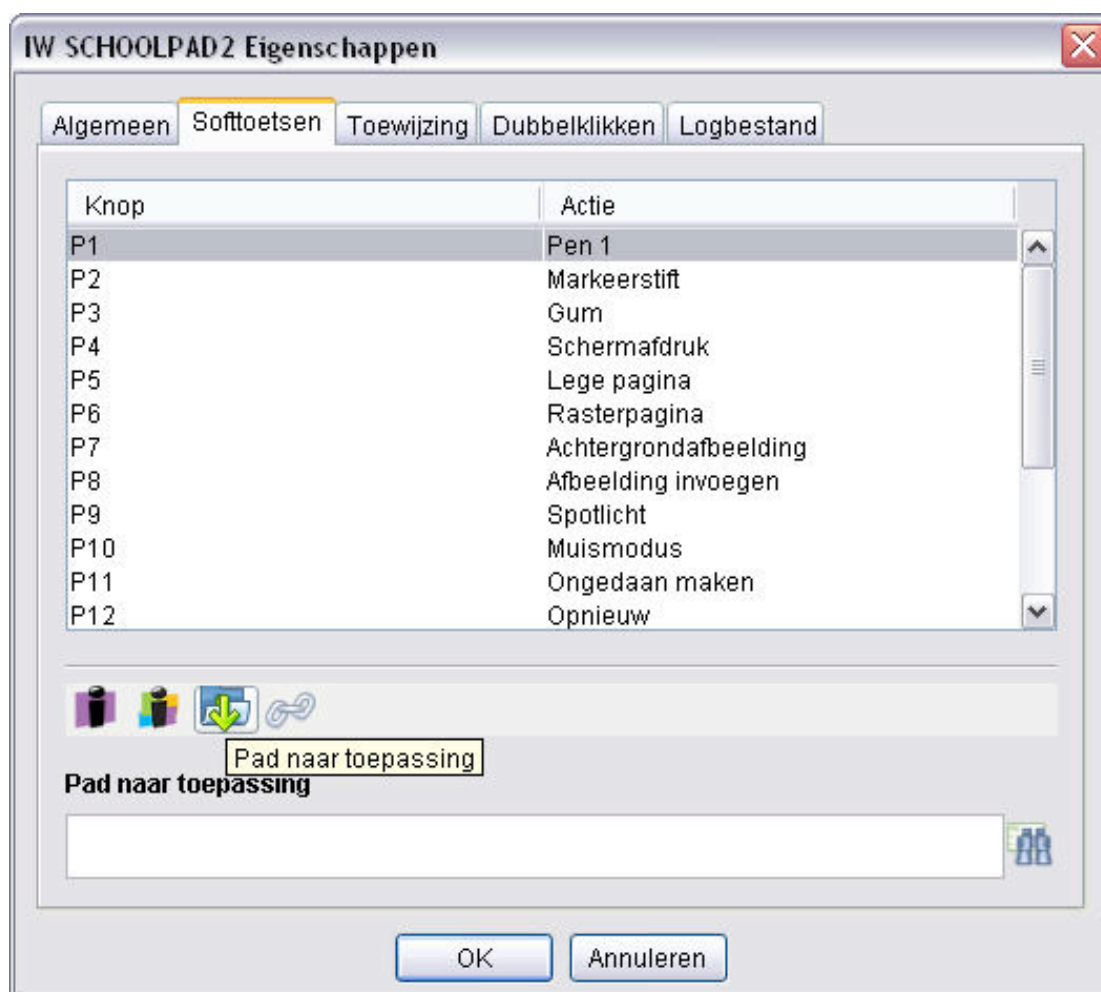 IW SCHOOLPAD2 Eigenschappen
Algemeen Softtoetsen Toewijzing Dubbelklikken Logbestand
Knop Actie
P1 Pen 1
P2 Markeerstift
P3 Gum
P4 Schermafdruk
P5 Lege pagina
P6 Rasterpagina
P7 Achtergrondafbeelding
P8 Afbeelding invoegen
P9 Spotlicht
P10 Muismodus
P11 Ongedaan maken
P12 Opnieuw
Pad naar toepassing
Pad naar toepassing
OK Annuleren